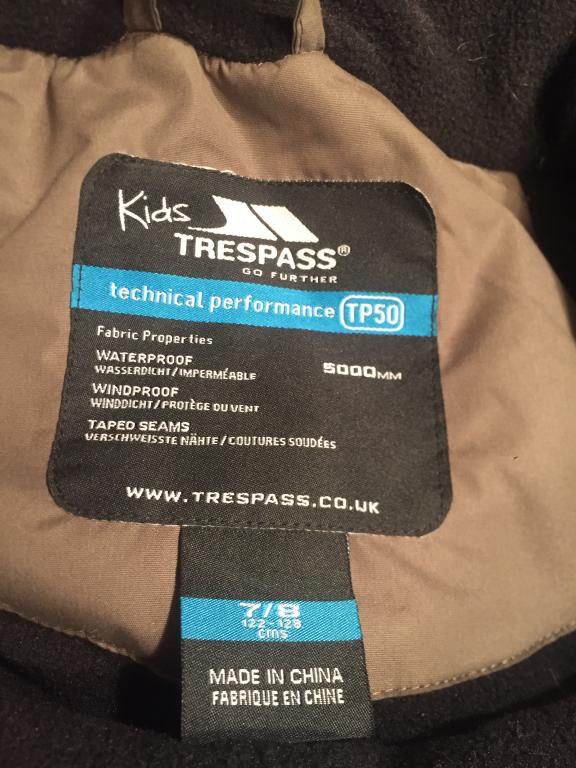 Kids
TRESPASS®
GO FURTHER
technical performance TP50
Fabric Properties
WATERPROOF 5000MM
WASSERDICHT/IMPERMÉABLE
WINDPROOF
WINDDICHT/PROTÈGE DU VENT
TAPED SEAMS
VERSCHWEISSTE NÄHTE/COUTURES SOUDÉES
WWW.TRESPASS.CO.UK
7/8
122-128
cms
MADE IN CHINA
FABRIQUE EN CHINE